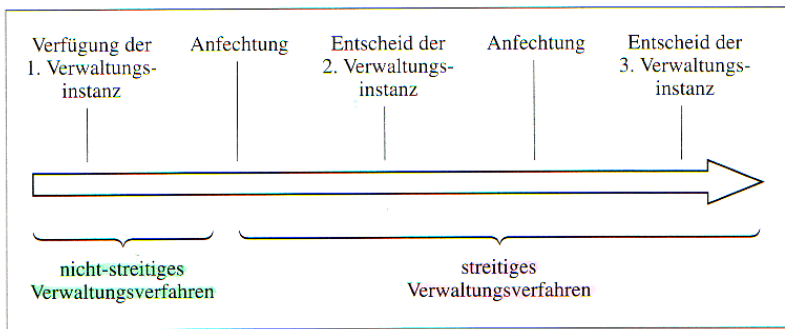 Verfügung der
1. Verwaltungs-
instanz
Anfechtung
Entscheid der
2. Verwaltungs-
instanz
Anfechtung
Entscheid der
3. Verwaltungs-
instanz
nicht-streitiges
Verwaltungsverfahren
streitiges
Verwaltungsverfahren